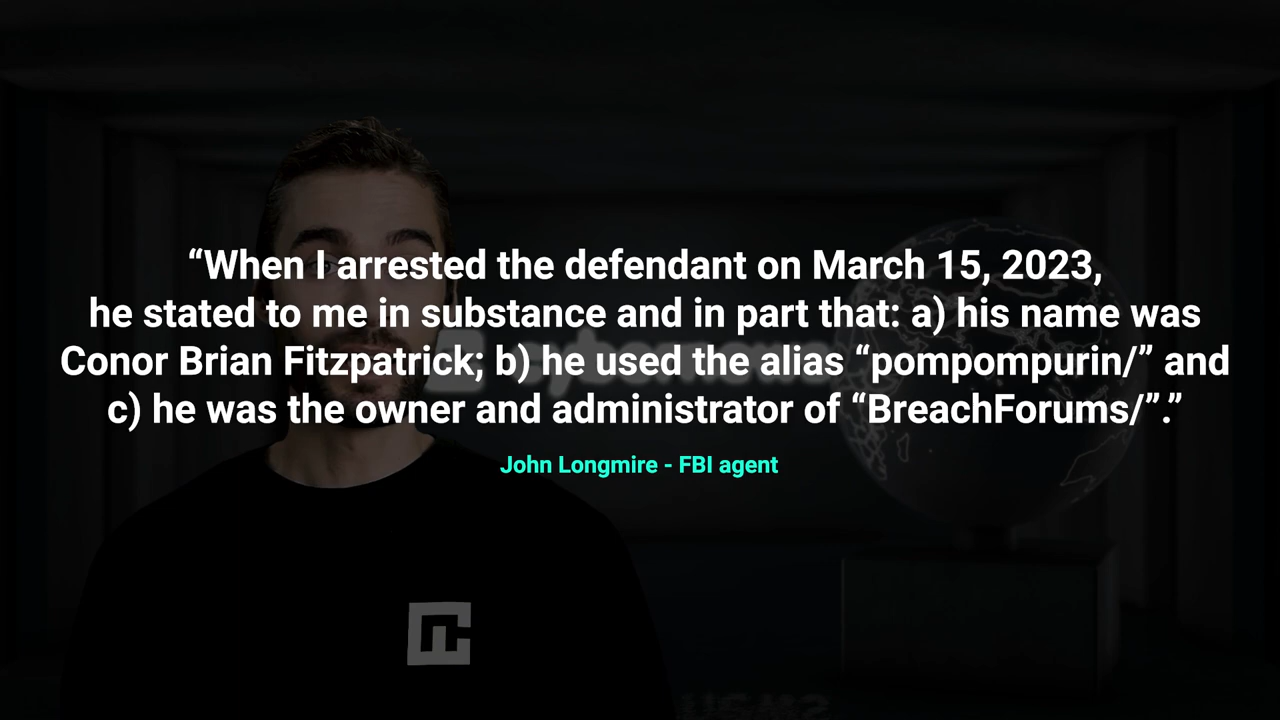 “When I arrested the defendant on March 15, 2023,
he stated to me in substance and in part that: a) his name was
Conor Brian Fitzpatrick; b) he used the alias “pompompurin/” and
c) he was the owner and administrator of “BreachForums/”.”
John Longmire - FBI agent